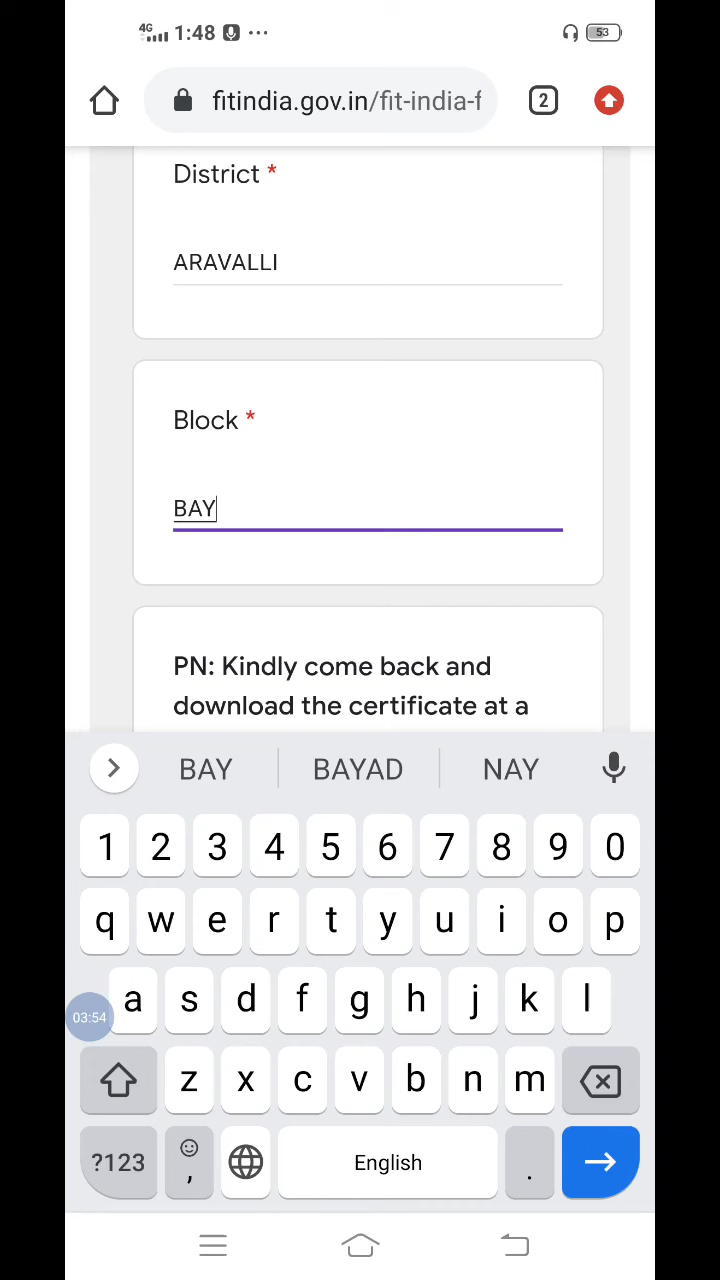 4G 1:48 ... 53
fitindia.gov.in/fit-india-f 2
District *
ARAVALLI
Block *
BAY
PN: Kindly come back and
download the certificate at a
BAY BAYAD NAY
1 2 3 4 5 6 7 8 9 0
q w e r t y u i o p
03:54 a s d f g h j k l
z x c v b n m
?123 , English .